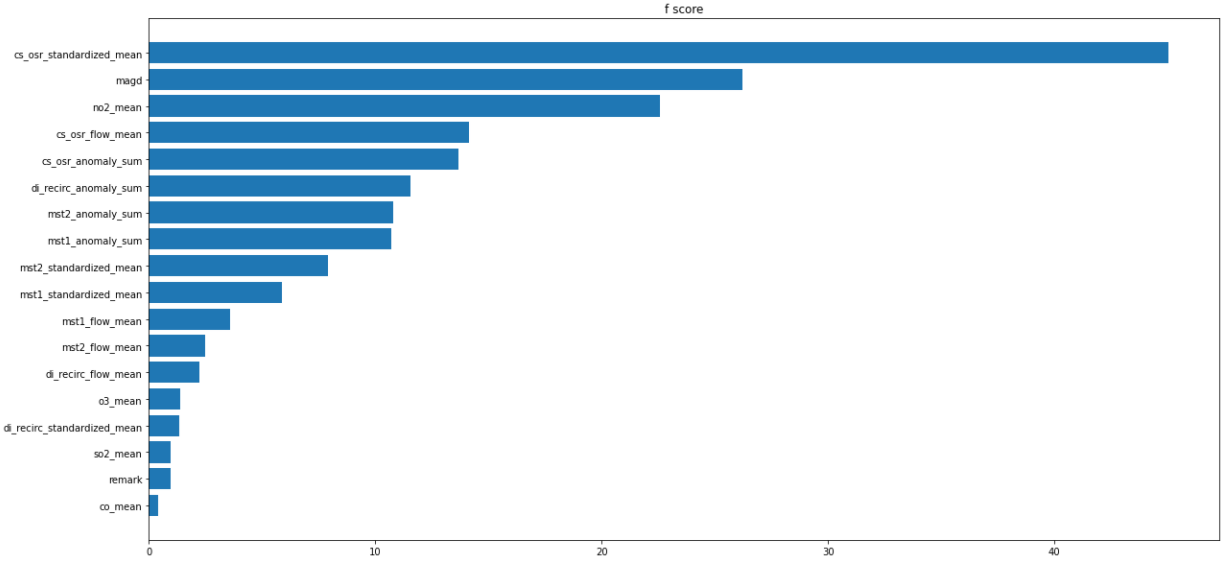 f score
cs_osr_standardized_mean
magd
no2_mean
cs_osr_flow_mean
cs_osr_anomaly_sum
di_recirc_anomaly_sum
mst2_anomaly_sum
mst1_anomaly_sum
mst2_standardized_mean
mst1_standardized_mean
mst1_flow_mean
mst2_flow_mean
di_recirc_flow_mean
o3_mean
di_recirc_standardized_mean
so2_mean
remark
co_mean
0 10 20 30 40